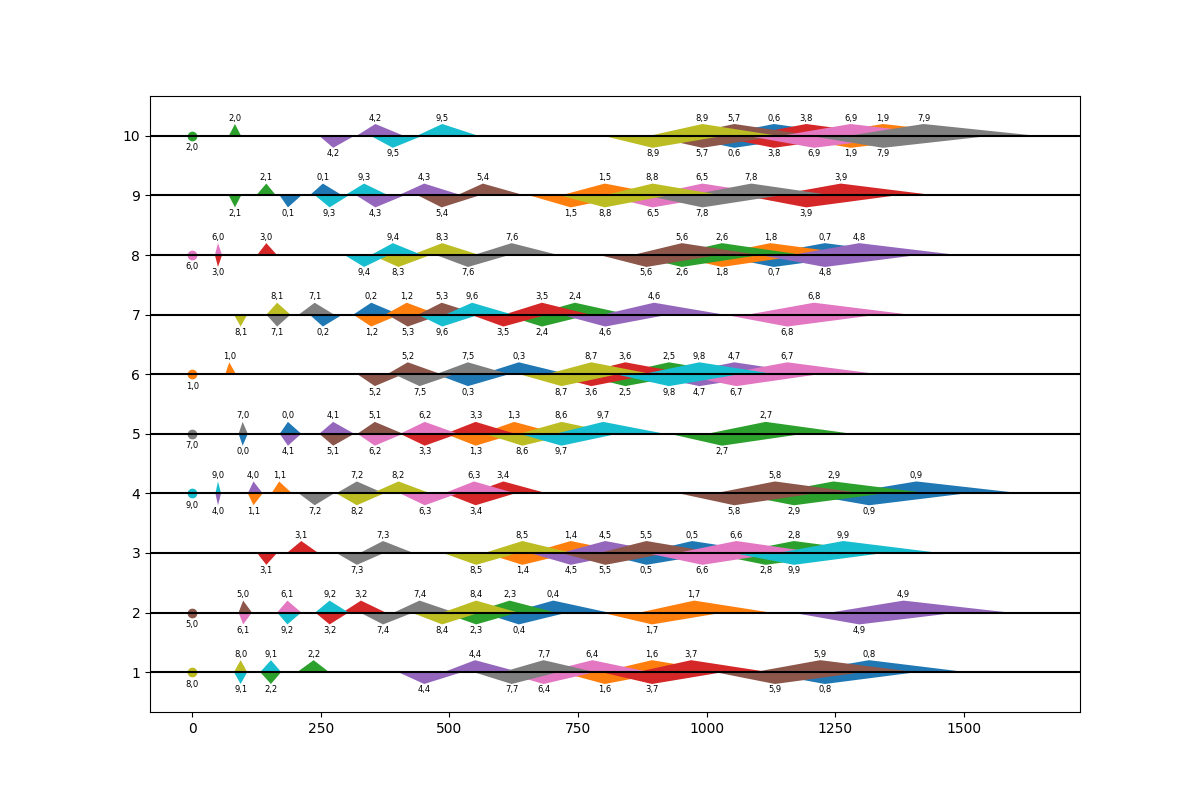 2,0 4,2 9,5 8,9 5,7 0,6 3,8 6,9 1,9 7,9
10
2,0 4,2 9,5 8,9 5,7 0,6 3,8 6,9 1,9 7,9
2,1 0,1 9,3 4,3 5,4 1,5 8,8 6,5 7,8 3,9
9
2,1 0,1 9,3 4,3 5,4 1,5 8,8 6,5 7,8 3,9
6,0 3,0 9,4 8,3 7,6 5,6 2,6 1,8 0,7 4,8
8
6,0 3,0 9,4 8,3 7,6 5,6 2,6 1,8 0,7 4,8
8,1 7,1 0,2 1,2 5,3 9,6 3,5 2,4 4,6 6,8
7
8,1 7,1 0,2 1,2 5,3 9,6 3,5 2,4 4,6 6,8
1,0 5,2 7,5 0,3 8,7 3,6 2,5 9,8 4,7 6,7
6
1,0 5,2 7,5 0,3 8,7 3,6 2,5 9,8 4,7 6,7
7,0 0,0 4,1 5,1 6,2 3,3 1,3 8,6 9,7 2,7
5
7,0 0,0 4,1 5,1 6,2 3,3 1,3 8,6 9,7 2,7
9,0 4,0 1,1 7,2 8,2 6,3 3,4 5,8 2,9 0,9
4
9,0 4,0 1,1 7,2 8,2 6,3 3,4 5,8 2,9 0,9
3,1 7,3 8,5 1,4 4,5 5,5 0,5 6,6 2,8 9,9
3
3,1 7,3 8,5 1,4 4,5 5,5 0,5 6,6 2,8 9,9
5,0 6,1 9,2 3,2 7,4 8,4 2,3 0,4 1,7 4,9
2
5,0 6,1 9,2 3,2 7,4 8,4 2,3 0,4 1,7 4,9
8,0 9,1 2,2 4,4 7,7 6,4 1,6 3,7 5,9 0,8
1
8,0 9,1 2,2 4,4 7,7 6,4 1,6 3,7 5,9 0,8
0 250 500 750 1000 1250 1500